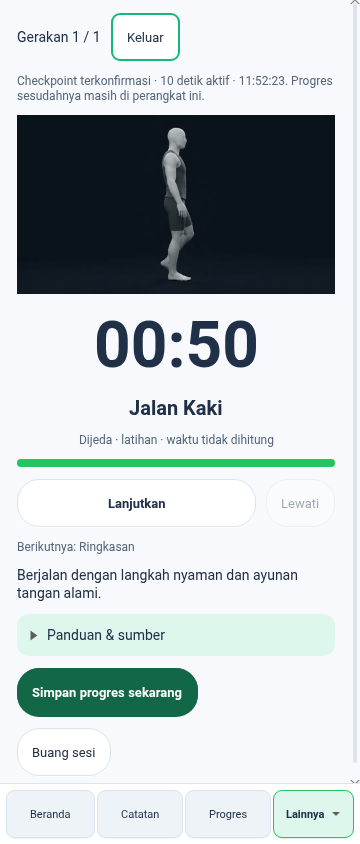 Gerakan 1 / 1
Keluar
Checkpoint terkonfirmasi · 10 detik aktif · 11:52:23. Progres
sesudahnya masih di perangkat ini.
00:50
Jalan Kaki
Dijeda · latihan · waktu tidak dihitung
Lanjutkan
Lewati
Berikutnya: Ringkasan
Berjalan dengan langkah nyaman dan ayunan
tangan alami.
Panduan & sumber
Simpan progres sekarang
Buang sesi
Beranda
Catatan
Progres
Lainnya